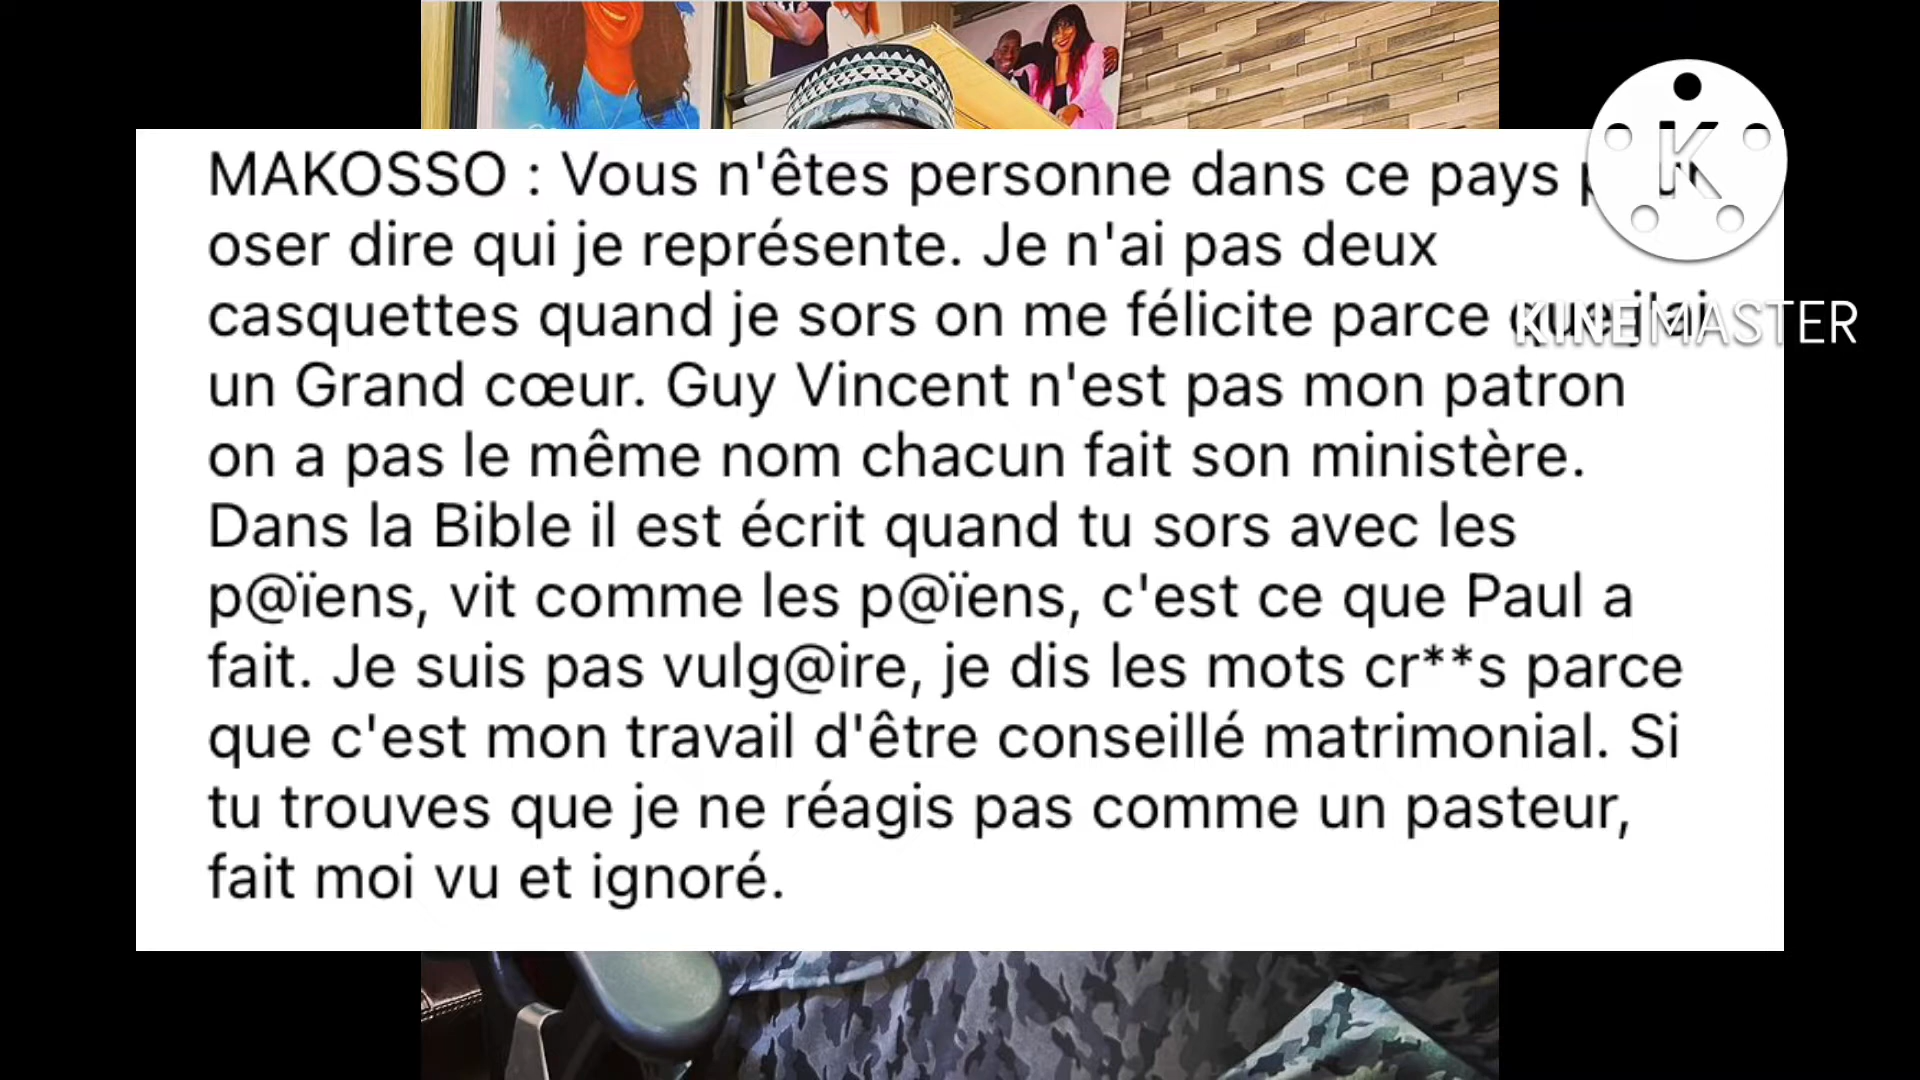 MAKOSSO : Vous n'êtes personne dans ce pays
oser dire qui je représente. Je n'ai pas deux
casquettes quand je sors on me félicite parce que j'ai
un Grand cœur. Guy Vincent n'est pas mon patron
on a pas le même nom chacun fait son ministère.
Dans la Bible il est écrit quand tu sors avec les
p@ïens, vit comme les p@ïens, c'est ce que Paul a
fait. Je suis pas vulg@ire, je dis les mots cr**s parce
que c'est mon travail d'être conseillé matrimonial. Si
tu trouves que je ne réagis pas comme un pasteur,
fait moi vu et ignoré.
K
KINEMASTER